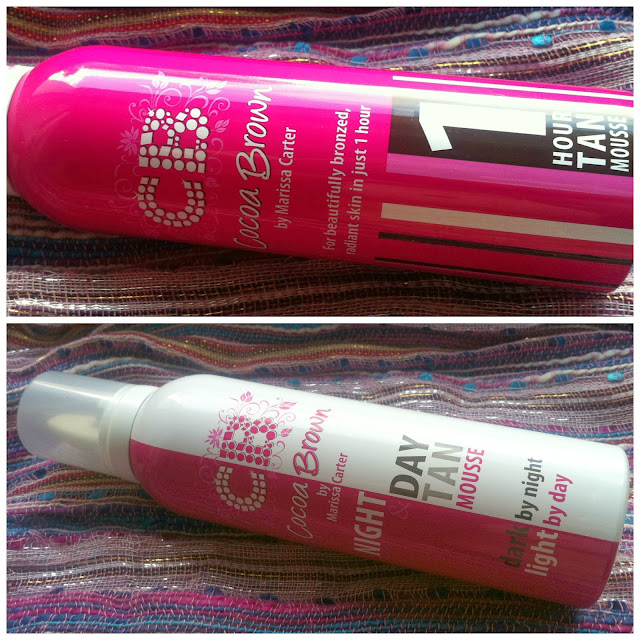 CB
Cocoa Brown
by Marissa Carter
For beautifully bronzed,
radiant skin in just 1 hour
1
HOUR
TAN
MOUSSE
CB
Cocoa Brown
by
Marissa Carter
NIGHT
& DAY
TAN
MOUSSE
dark by night
light by day